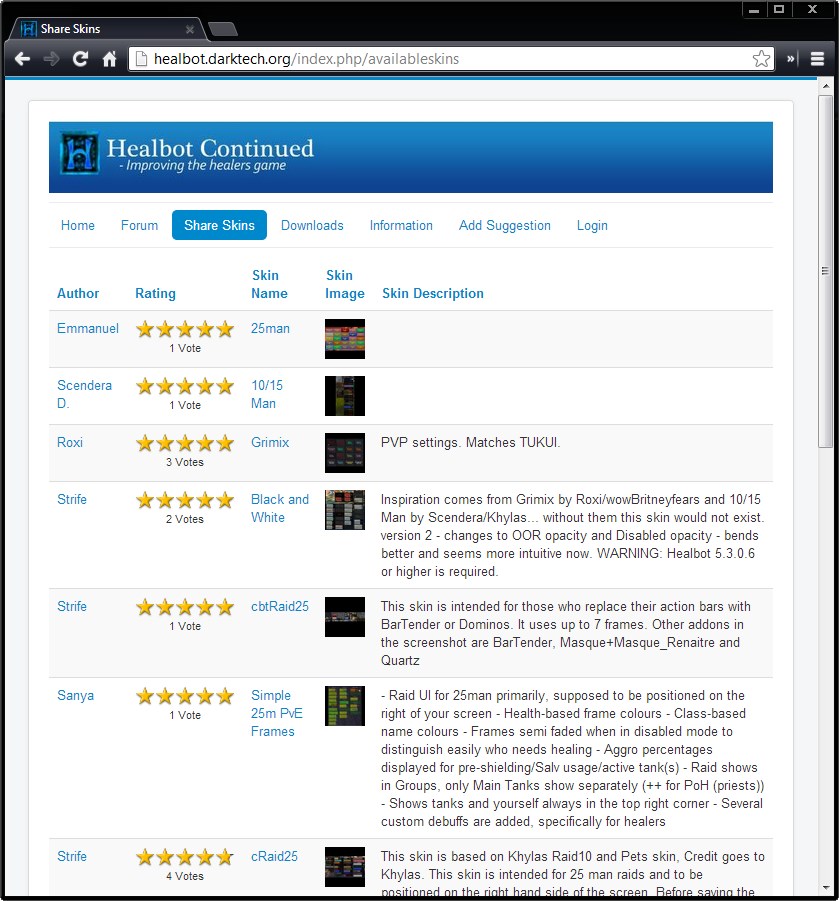 Share Skins
healbot.darktech.org/index.php/availableskins
Healbot Continued
- Improving the healers game
Home Forum Share Skins Downloads Information Add Suggestion Login
Author Rating Skin Name Skin Image Skin Description
Emmanuel
1 Vote
25man
Scendera D.
1 Vote
10/15 Man
Roxi
3 Votes
Grimix
PVP settings. Matches TUKUI.
Strife
2 Votes
Black and White
Inspiration comes from Grimix by Roxi/wowBritneyfears and 10/15
Man by Scendera/Khylas... without them this skin would not exist.
version 2 - changes to OOR opacity and Disabled opacity - bends
better and seems more intuitive now. WARNING: Healbot 5.3.0.6
or higher is required.
Strife
1 Vote
cbtRaid25
This skin is intended for those who replace their action bars with
BarTender or Dominos. It uses up to 7 frames. Other addons in
the screenshot are BarTender, Masque+Masque_Renaitre and
Quartz
Sanya
1 Vote
Simple
25m PvE
Frames
- Raid UI for 25man primarily, supposed to be positioned on the
right of your screen - Health-based frame colours - Class-based
name colours - Frames semi faded when in disabled mode to
distinguish easily who needs healing - Aggro percentages
displayed for pre-shielding/Salv usage/active tank(s) - Raid shows
in Groups, only Main Tanks show separately (++ for PoH (priests))
- Shows tanks and yourself always in the top right corner - Several
custom debuffs are added, specifically for healers
Strife
4 Votes
cRaid25
This skin is based on Khylas Raid10 and Pets skin, Credit goes to
Khylas. This skin is intended for 25 man raids and to be
positioned on the right hand side of the screen. Before saving the